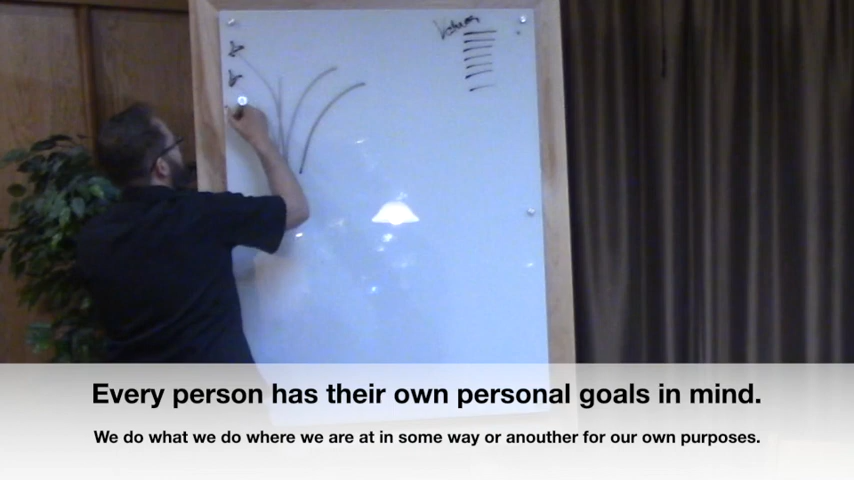 Values
Every person has their own personal goals in mind.
We do what we do where we are at in some way or anouther for our own purposes.